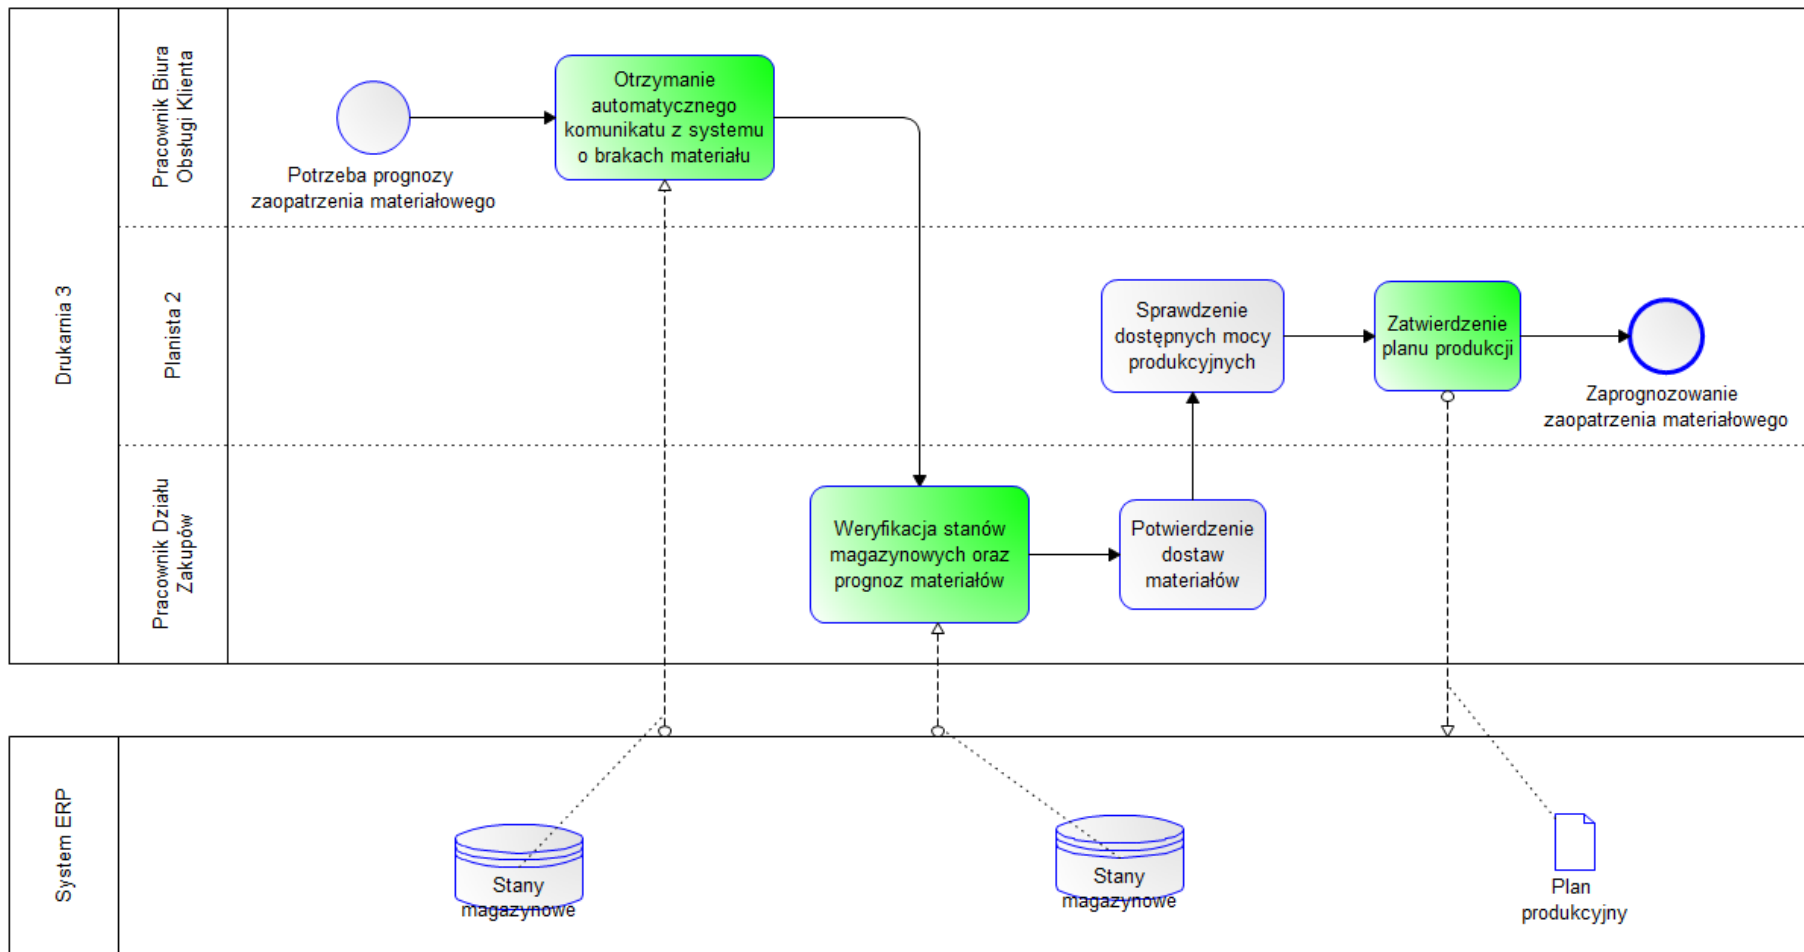 Drukarnia 3
Pracownik Biura
Obsługi Klienta
Potrzeba prognozy
zaopatrzenia materiałowego
Otrzymanie
automatycznego
komunikatu z systemu
o brakach materiału
Planista 2
Sprawdzenie
dostępnych mocy
produkcyjnych
Zatwierdzenie
planu produkcji
Zaprognozowanie
zaopatrzenia materiałowego
Pracownik Działu
Zakupów
Weryfikacja stanów
magazynowych oraz
prognoz materiałów
Potwierdzenie
dostaw
materiałów
System ERP
Stany
magazynowe
Stany
magazynowe
Plan
produkcyjny